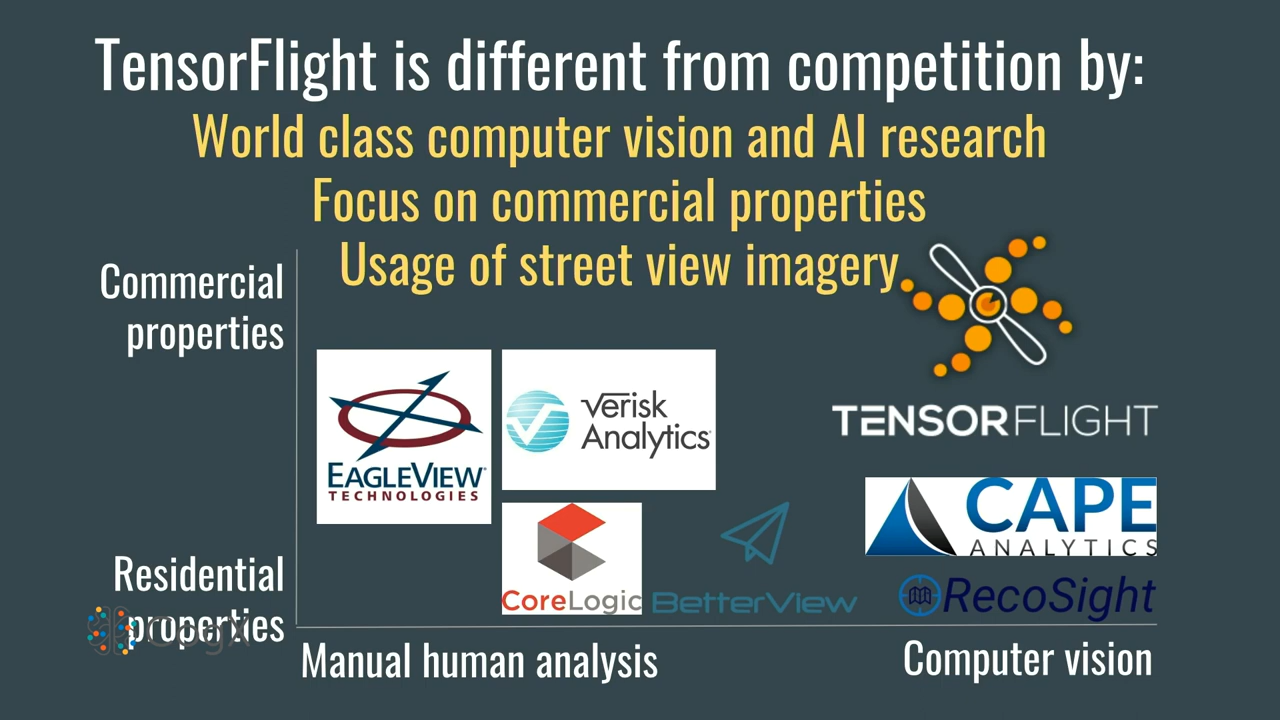 TensorFlight is different from competition by:
World class computer vision and AI research
Focus on commercial properties
Usage of street view imagery
Commercial
properties
EAGLEVIEW
TECHNOLOGIES
Verisk
Analytics
TENSORFLIGHT
CAPE
ANALYTICS
CoreLogic
BETTERVIEW
RecoSight
Residential
properties
CogX
Manual human analysis
Computer vision